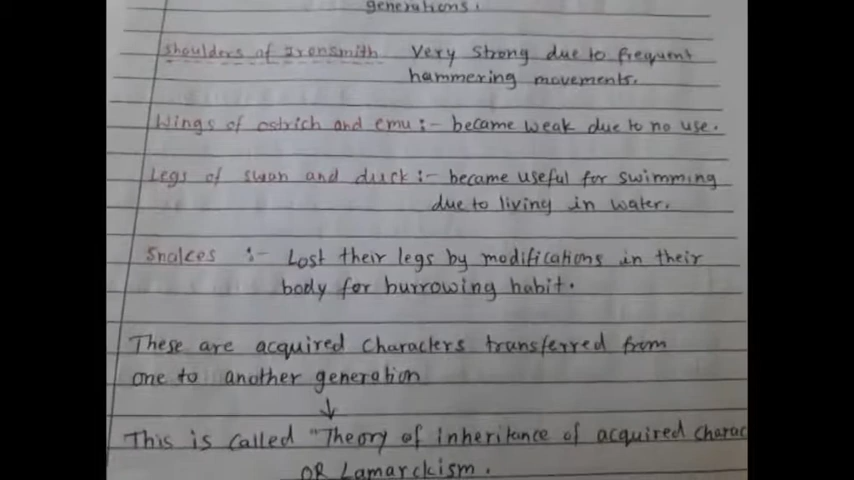 generations.
Shoulders of Ironsmith Very strong due to frequent
hammering movements.
Wings of ostrich and emu :- became weak due to no use.
Legs of swan and duck :- became useful for swimming
due to living in water.
Snakes :- Lost their legs by modifications in their
body for burrowing habit.
These are acquired characters transferred from
one to another generation
↓
This is called "Theory of inheritance of acquired charac
OR Lamarckism.